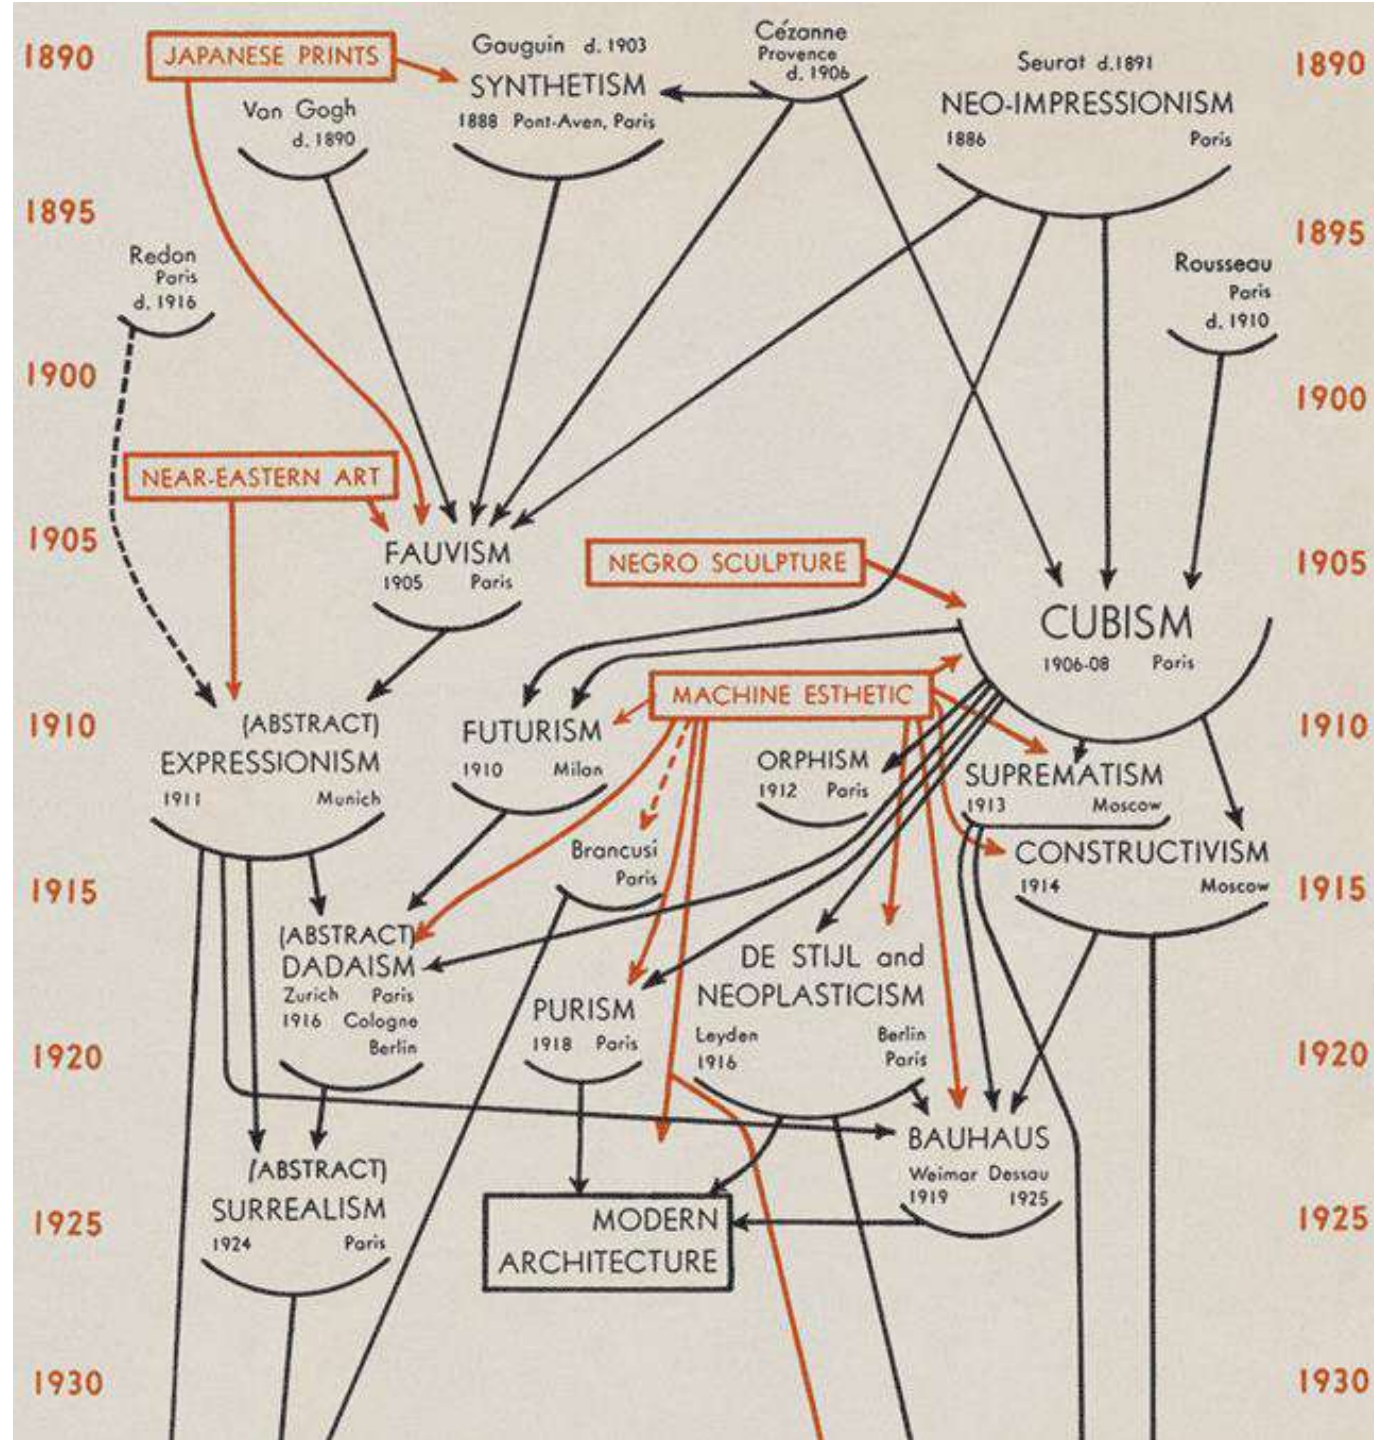 1890
JAPANESE PRINTS
Gauguin d. 1903
SYNTHETISM
1888 Pont-Aven, Paris
Cézanne
Provence
d. 1906
Seurat d. 1891
NEO-IMPRESSIONISM
1886 Paris
1890
Van Gogh
d. 1890
1895
1895
Redon
Paris
d. 1916
Rousseau
Paris
d. 1910
1900
1900
NEAR-EASTERN ART
1905
FAUVISM
1905 Paris
NEGRO SCULPTURE
1905
CUBISM
1906-08 Paris
1910
(ABSTRACT)
EXPRESSIONISM
1911 Munich
FUTURISM
1910 Milan
MACHINE ESTHETIC
1910
ORPHISM
1912 Paris
SUPREMATISM
1913 Moscow
Brancusi
Paris
CONSTRUCTIVISM
1914 Moscow
1915
1915
(ABSTRACT)
DADAISM
Zurich Paris
1916 Cologne
Berlin
PURISM
1918 Paris
DE STIJL and
NEOPLASTICISM
Leyden Berlin
1916 Paris
1920
1920
BAUHAUS
Weimar Dessau
1919 1925
(ABSTRACT)
SURREALISM
1924 Paris
1925
MODERN
ARCHITECTURE
1925
1930
1930